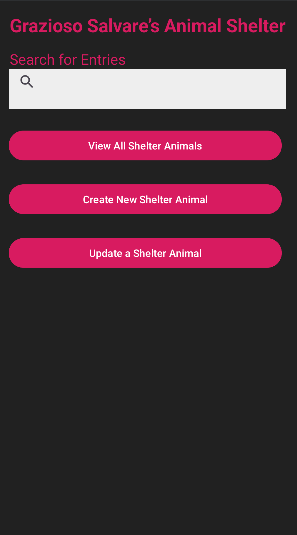 Grazioso Salvare's Animal Shelter
Search for Entries
View All Shelter Animals
Create New Shelter Animal
Update a Shelter Animal